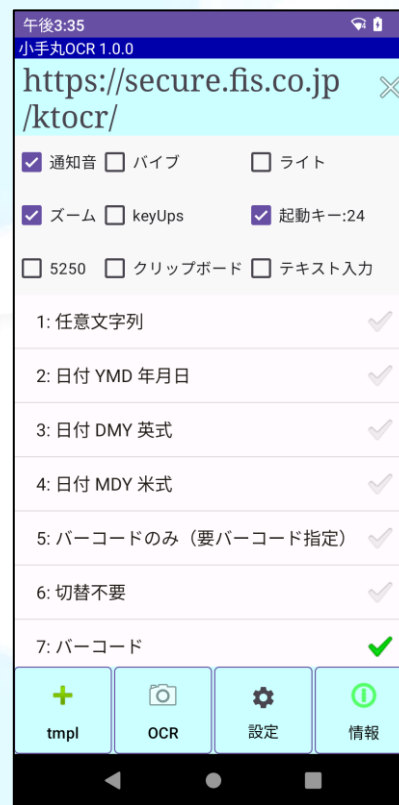 午後3:35
小手丸OCR 1.0.0
https://secure.fis.co.jp
/ktocr/
通知音 バイブ ライト
ズーム keyUps 起動キー:24
5250 クリップボード テキスト入力
1: 任意文字列
2: 日付 YMD 年月日
3: 日付 DMY 英式
4: 日付 MDY 米式
5: バーコードのみ（要バーコード指定）
6: 切替不要
7: バーコード
tmpl OCR 設定 情報